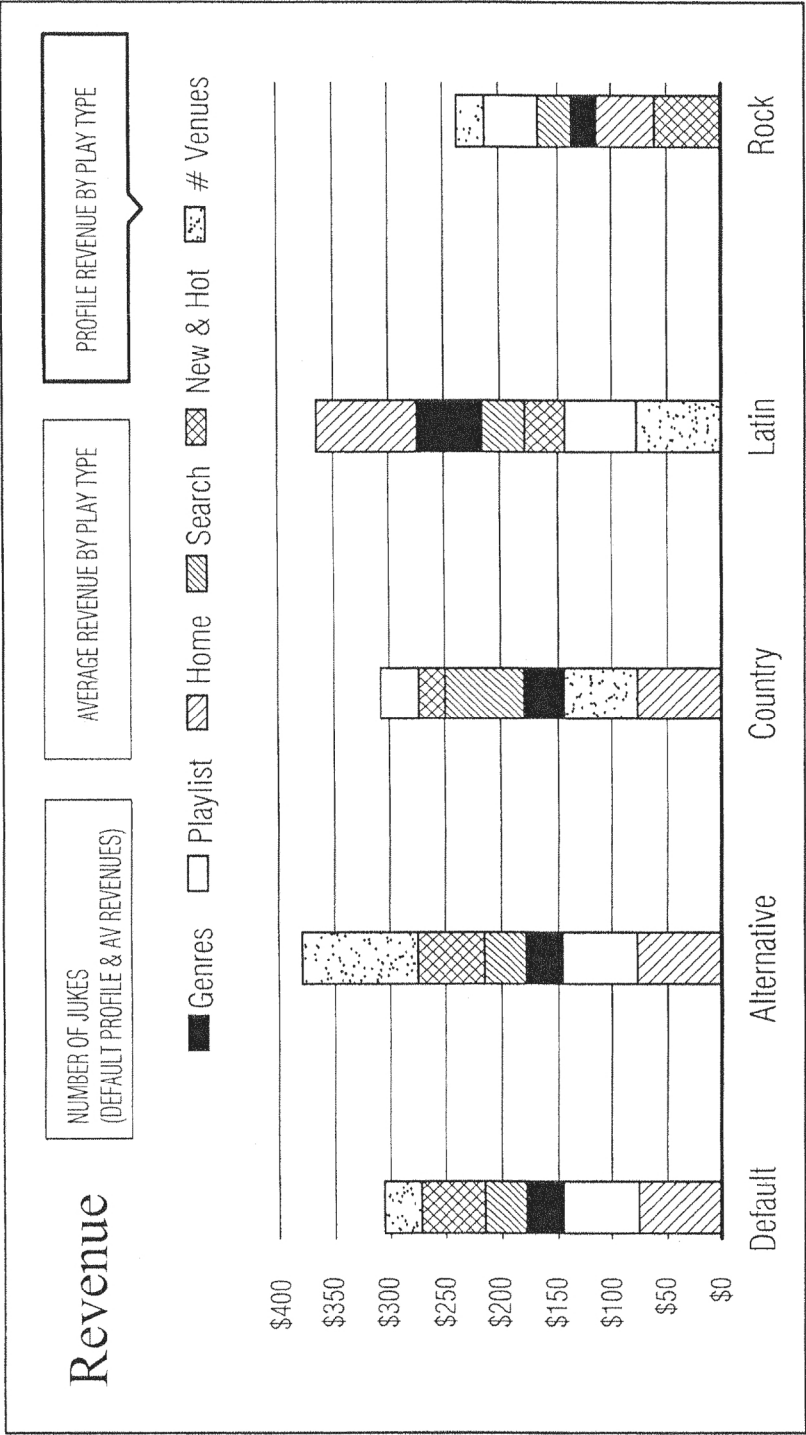 Revenue
NUMBER OF JUKES
(DEFAULT PROFILE & AV REVENUES)
AVERAGE REVENUE BY PLAY TYPE
PROFILE REVENUE BY PLAY TYPE
Genres
Playlist
Home
Search
New & Hot
# Venues
$400
$350
$300
$250
$200
$150
$100
$50
$0
Default
Alternative
Country
Latin
Rock